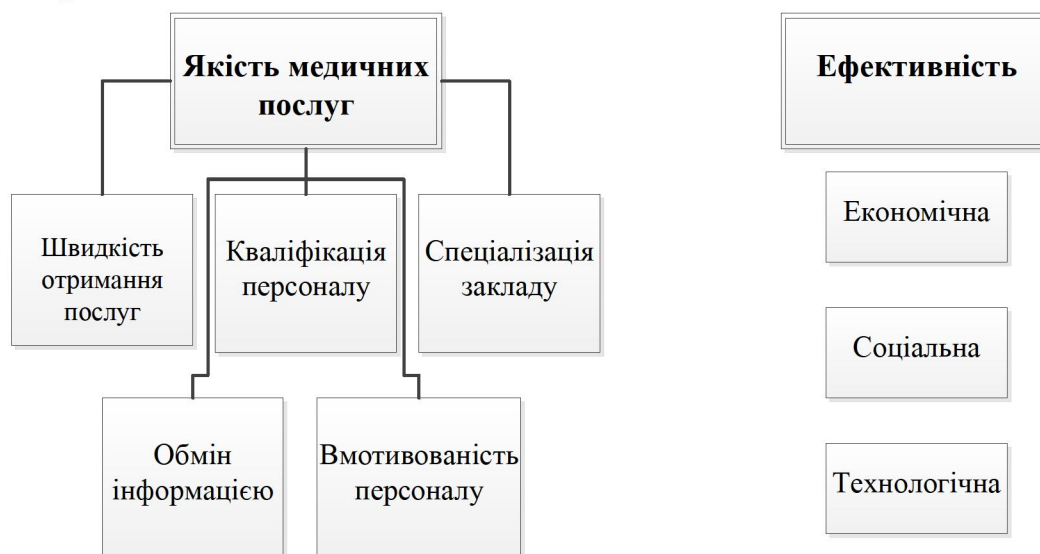 Якість медичних
послуг
Ефективність
Швидкість
отримання
послуг
Кваліфікація
персоналу
Спеціалізація
закладу
Економічна
Соціальна
Обмін
інформацією
Вмотивованість
персоналу
Технологічна